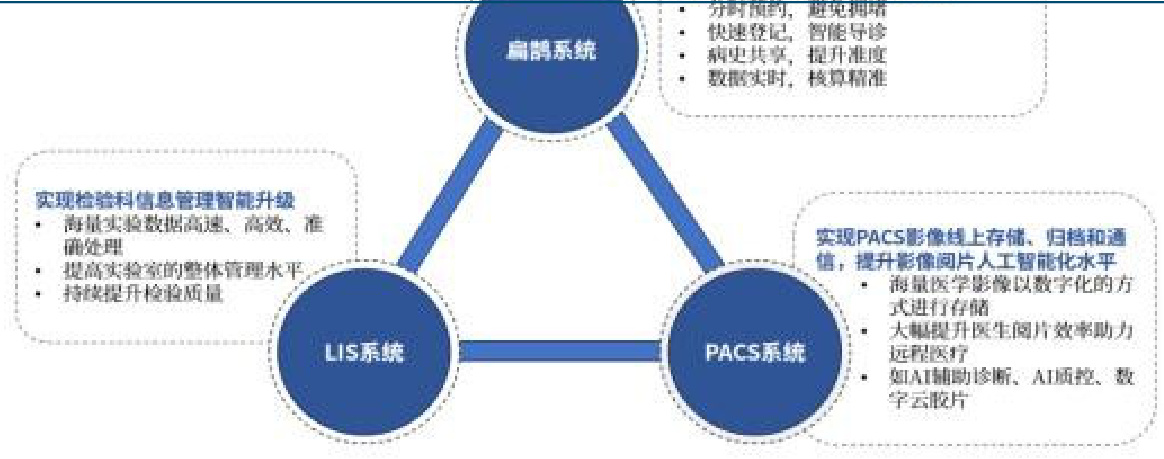 分时预约，避免拥堵
• 快速登记，智能导诊
• 病史共享，提升准度
• 数据实时，核算精准
扁鹊系统
实现检验科信息管理智能升级
• 海量实验数据高速、高效、准
确处理
• 提高实验室的整体管理水平
• 持续提升检验质量
LIS系统
实现PACS影像线上存储、归档和通
信，提升影像阅片人工智能化水平
• 海量医学影像以数字化的方
式进行存储
• 大幅提升医生阅片效率助力
远程医疗
• 如AI辅助诊断、AI质控、数
字云胶片
PACS系统